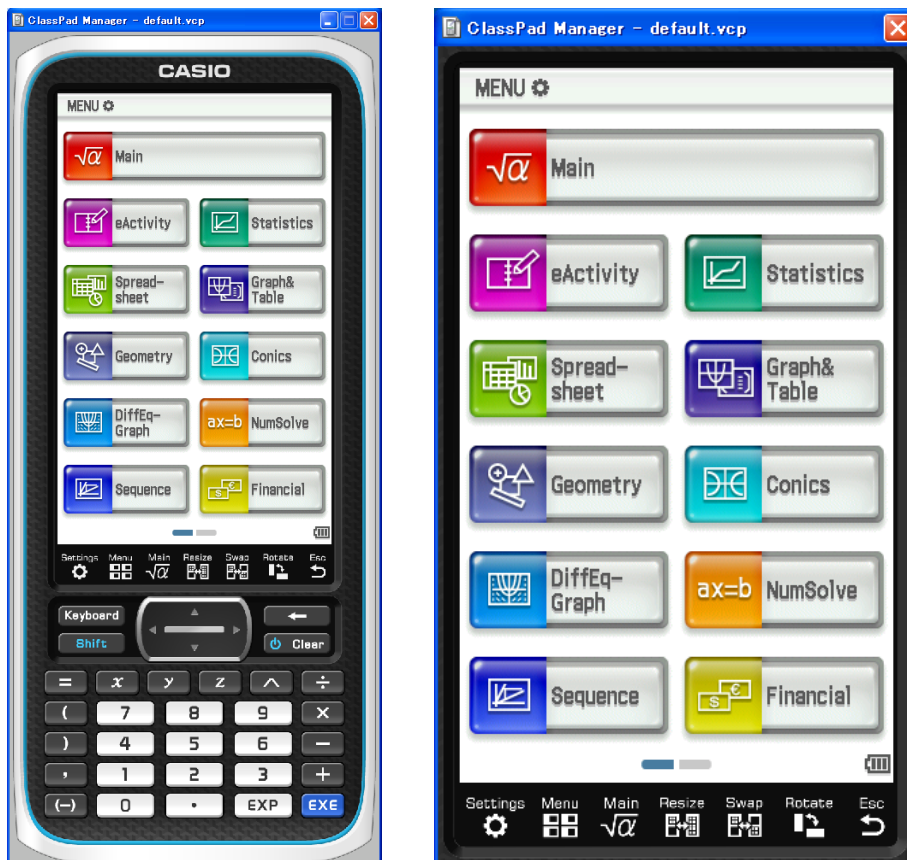 ClassPad Manager - default.vcp
CASIO
MENU
√α Main
eActivity
Statistics
Spread-
sheet
Graph&
Table
Geometry
Conics
DiffEq-
Graph
ax=b NumSolve
Sequence
$ € Financial
Settings Menu Main Resize Swap Rotate Esc
√α
Keyboard
Shift
Clear
= x y z ^ ÷
( 7 8 9 ×
) 4 5 6 −
, 1 2 3 +
(−) 0 . EXP EXE
ClassPad Manager - default.vcp
MENU
√α Main
eActivity
Statistics
Spread-
sheet
Graph&
Table
Geometry
Conics
DiffEq-
Graph
ax=b NumSolve
Sequence
$ € Financial
Settings Menu Main Resize Swap Rotate Esc
√α